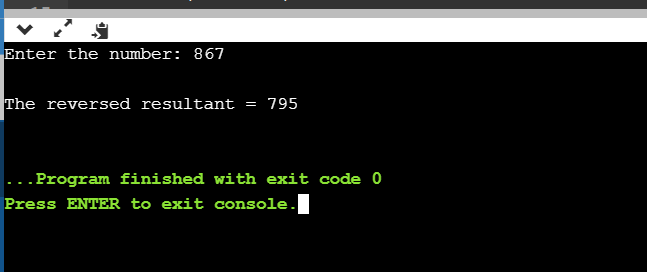 Enter the number: 867
The reversed resultant = 795
...Program finished with exit code 0
Press ENTER to exit console.